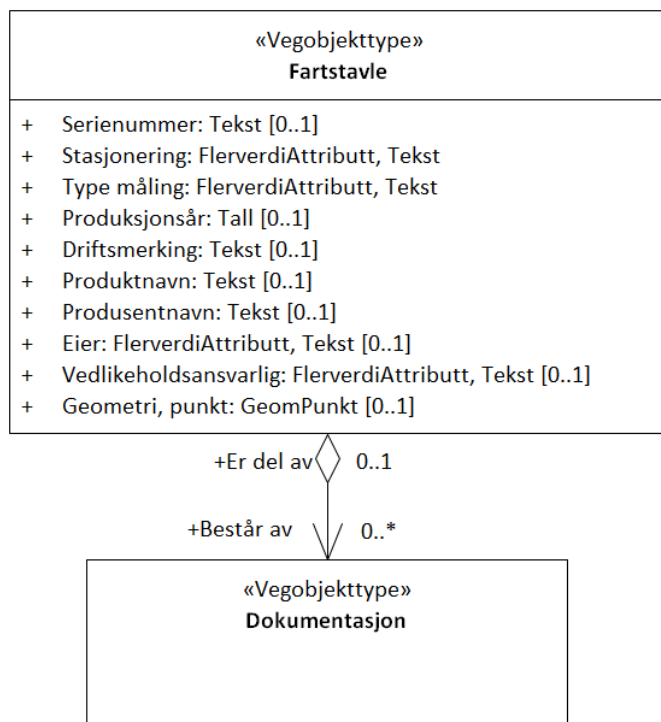 «Vegobjekttype»
Fartstavle
+ Serienummer: Tekst [0..1]
+ Stasjonering: FlerverdiAttributt, Tekst
+ Type måling: FlerverdiAttributt, Tekst
+ Produksjonsår: Tall [0..1]
+ Driftsmerking: Tekst [0..1]
+ Produktnavn: Tekst [0..1]
+ Produsentnavn: Tekst [0..1]
+ Eier: FlerverdiAttributt, Tekst [0..1]
+ Vedlikeholdsansvarlig: FlerverdiAttributt, Tekst [0..1]
+ Geometri, punkt: GeomPunkt [0..1]
+Er del av 0..1
+Består av 0..*
«Vegobjekttype»
Dokumentasjon